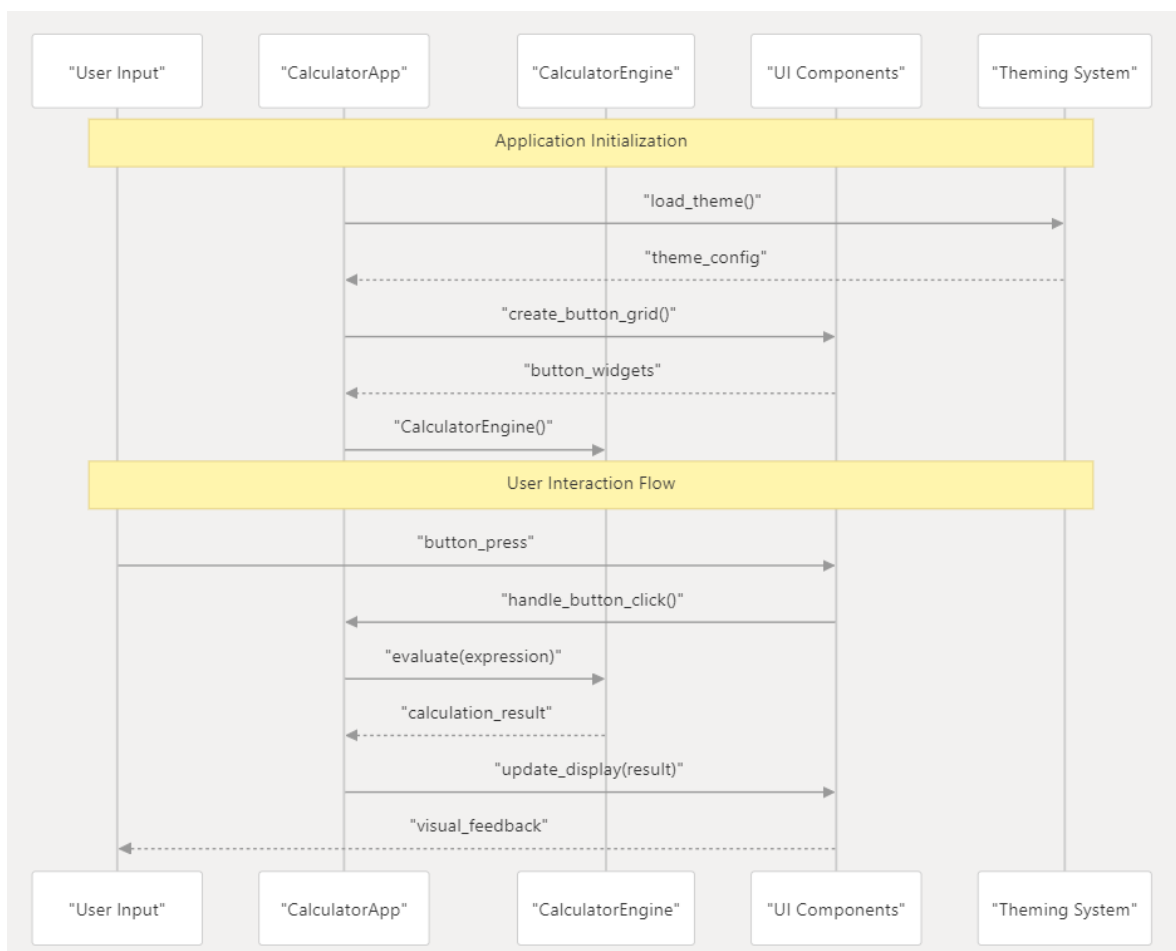 "User Input" "CalculatorApp" "CalculatorEngine" "UI Components" "Theming System"
Application Initialization
"load_theme()"
"theme_config"
"create_button_grid()"
"button_widgets"
"CalculatorEngine()"
User Interaction Flow
"button_press"
"handle_button_click()"
"evaluate(expression)"
"calculation_result"
"update_display(result)"
"visual_feedback"
"User Input" "CalculatorApp" "CalculatorEngine" "UI Components" "Theming System"